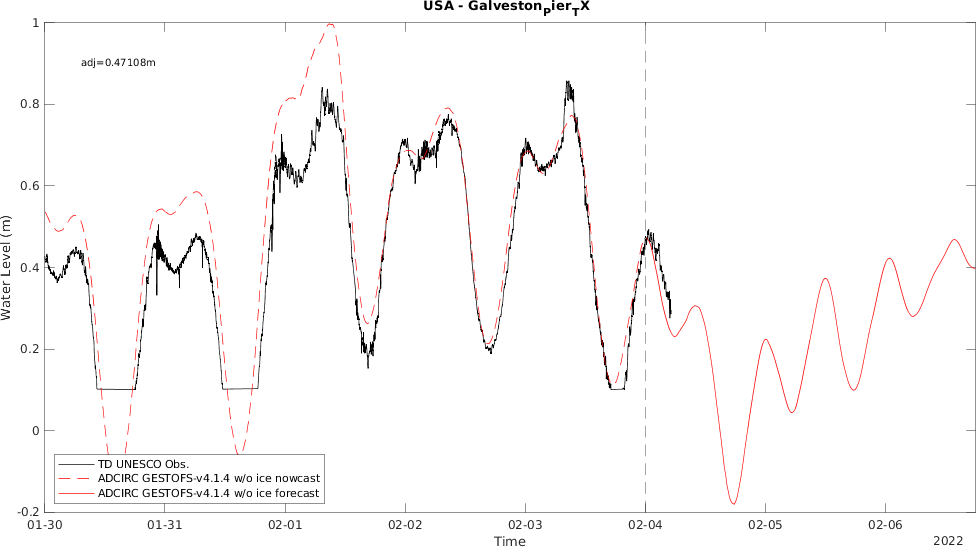 USA - Galveston_Pier_TX
adj=0.47108m
1
0.8
0.6
0.4
0.2
0
-0.2
Water Level (m)
TD UNESCO Obs.
ADCIRC GESTOFS-v4.1.4 w/o ice nowcast
ADCIRC GESTOFS-v4.1.4 w/o ice forecast
01-30 01-31 02-01 02-02 02-03 02-04 02-05 02-06
Time
2022